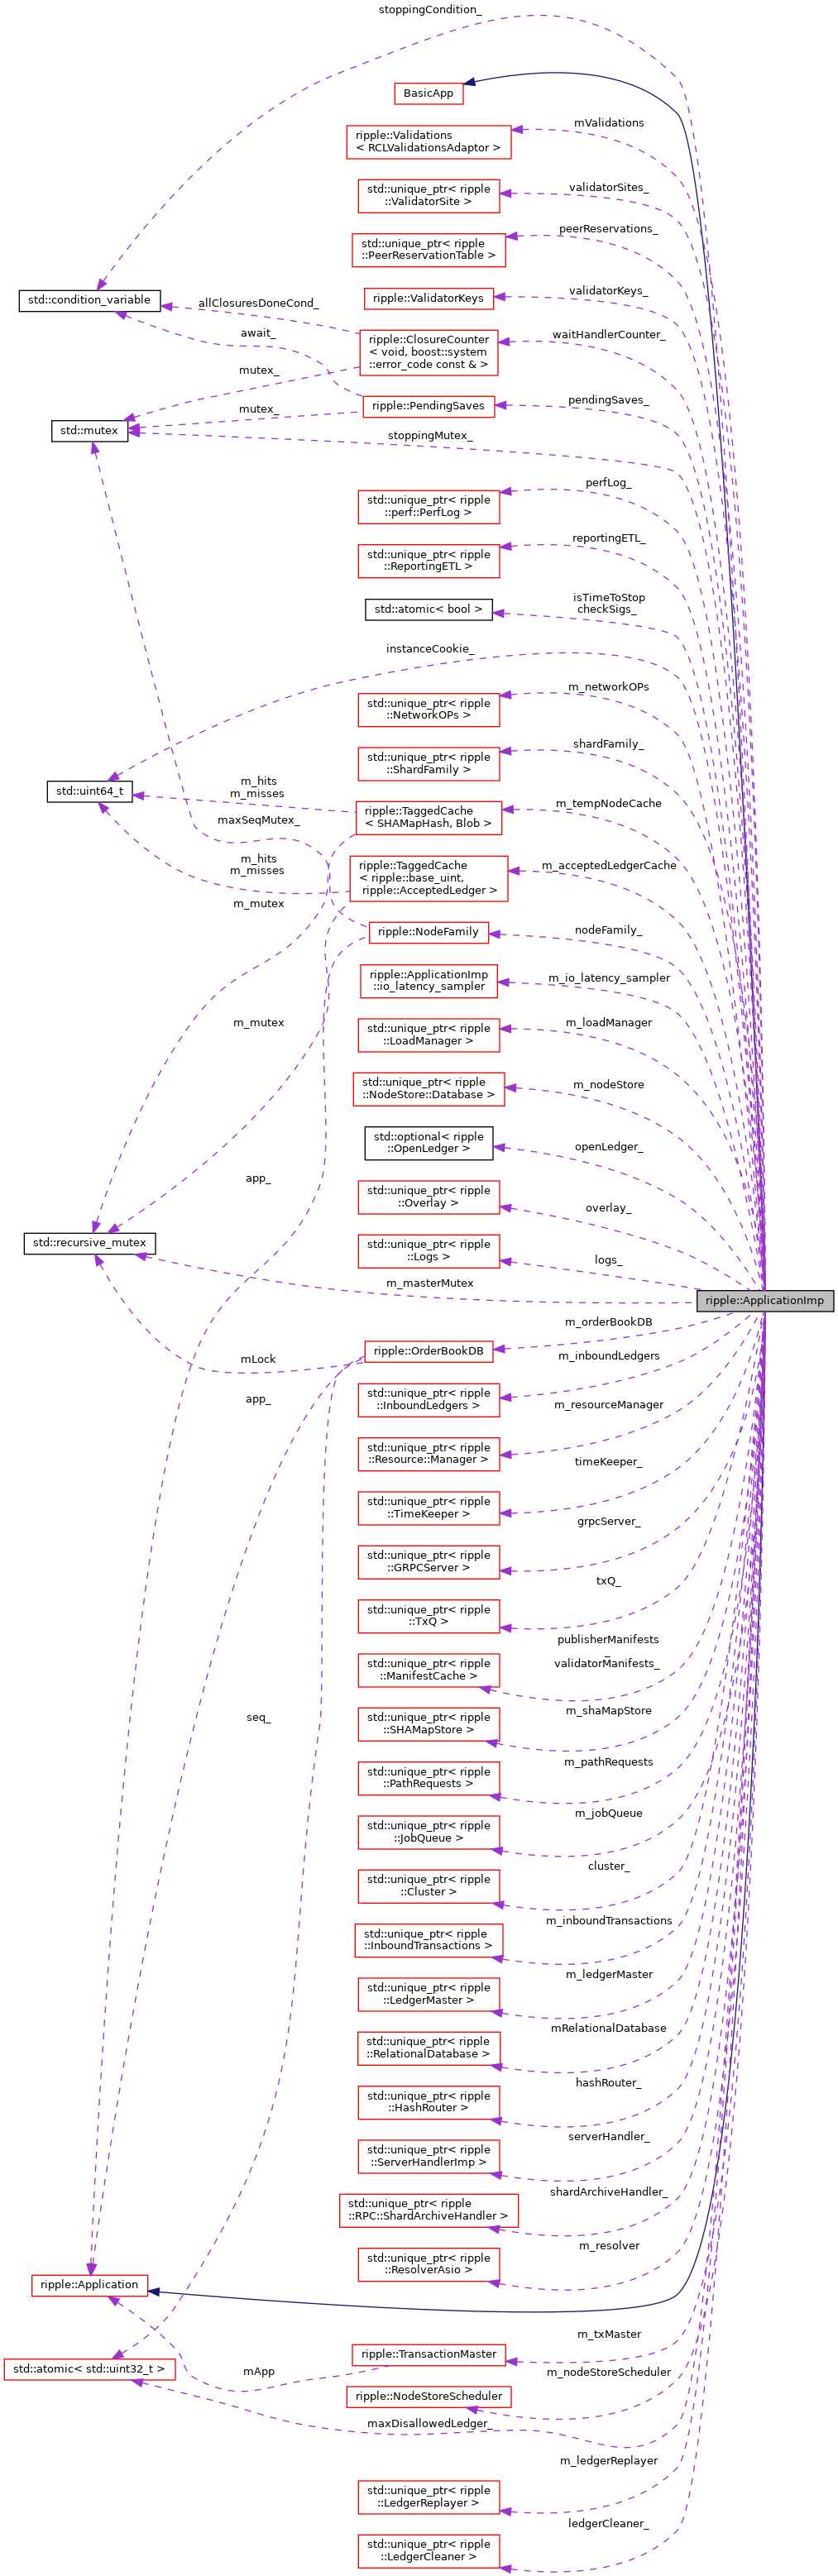 stoppingCondition_
BasicApp
mValidations
ripple::Validations
< RCLValidationsAdaptor >
validatorSites_
std::unique_ptr< ripple
::ValidatorSite >
peerReservations_
std::unique_ptr< ripple
::PeerReservationTable >
validatorKeys_
ripple::ValidatorKeys
std::condition_variable
allClosuresDoneCond_
await_
waitHandlerCounter_
ripple::ClosureCounter
< void, boost::system
::error_code const & >
mutex_
pendingSaves_
ripple::PendingSaves
mutex_
std::mutex
stoppingMutex_
perfLog_
std::unique_ptr< ripple
::perf::PerfLog >
reportingETL_
std::unique_ptr< ripple
::ReportingETL >
isTimeToStop
checkSigs_
std::atomic< bool >
instanceCookie_
m_networkOPs
std::unique_ptr< ripple
::NetworkOPs >
shardFamily_
std::unique_ptr< ripple
::ShardFamily >
std::uint64_t
m_hits
m_misses
m_tempNodeCache
ripple::TaggedCache
< SHAMapHash, Blob >
maxSeqMutex_
m_hits
m_misses
m_acceptedLedgerCache
ripple::TaggedCache
< ripple::base_uint,
ripple::AcceptedLedger >
m_mutex
nodeFamily_
ripple::NodeFamily
m_io_latency_sampler
ripple::ApplicationImp
::io_latency_sampler
m_mutex
m_loadManager
std::unique_ptr< ripple
::LoadManager >
m_nodeStore
std::unique_ptr< ripple
::NodeStore::Database >
openLedger_
std::optional< ripple
::OpenLedger >
app_
overlay_
std::unique_ptr< ripple
::Overlay >
std::recursive_mutex
logs_
std::unique_ptr< ripple
::Logs >
m_masterMutex
ripple::ApplicationImp
m_orderBookDB
ripple::OrderBookDB
mLock
m_inboundLedgers
std::unique_ptr< ripple
::InboundLedgers >
app_
m_resourceManager
std::unique_ptr< ripple
::Resource::Manager >
timeKeeper_
std::unique_ptr< ripple
::TimeKeeper >
grpcServer_
std::unique_ptr< ripple
::GRPCServer >
txQ_
std::unique_ptr< ripple
::TxQ >
publisherManifests
_
validatorManifests_
std::unique_ptr< ripple
::ManifestCache >
seq_
m_shaMapStore
std::unique_ptr< ripple
::SHAMapStore >
m_pathRequests
std::unique_ptr< ripple
::PathRequests >
m_jobQueue
std::unique_ptr< ripple
::JobQueue >
cluster_
std::unique_ptr< ripple
::Cluster >
m_inboundTransactions
std::unique_ptr< ripple
::InboundTransactions >
m_ledgerMaster
std::unique_ptr< ripple
::LedgerMaster >
mRelationalDatabase
std::unique_ptr< ripple
::RelationalDatabase >
hashRouter_
std::unique_ptr< ripple
::HashRouter >
serverHandler_
std::unique_ptr< ripple
::ServerHandlerImp >
shardArchiveHandler_
std::unique_ptr< ripple
::RPC::ShardArchiveHandler >
m_resolver
std::unique_ptr< ripple
::ResolverAsio >
ripple::Application
m_txMaster
ripple::TransactionMaster
std::atomic< std::uint32_t >
mApp
m_nodeStoreScheduler
ripple::NodeStoreScheduler
maxDisallowedLedger_
m_ledgerReplayer
std::unique_ptr< ripple
::LedgerReplayer >
ledgerCleaner_
std::unique_ptr< ripple
::LedgerCleaner >